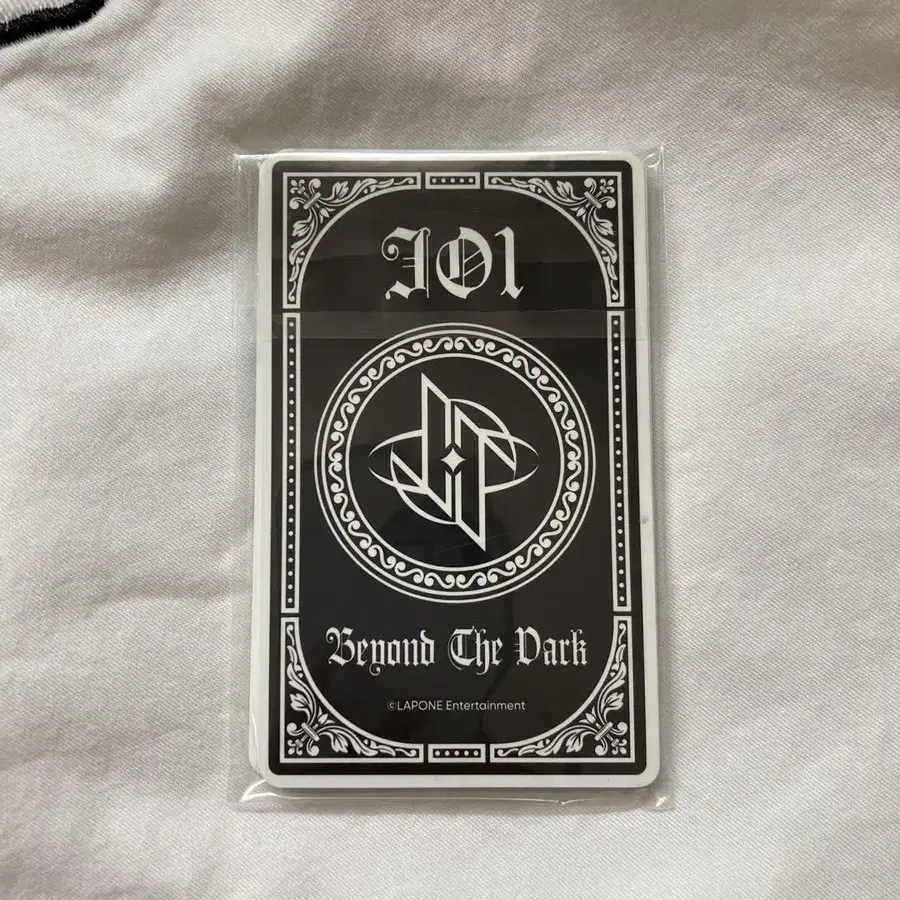 JO1
Beyond The Dark
©LAPONE Entertainment